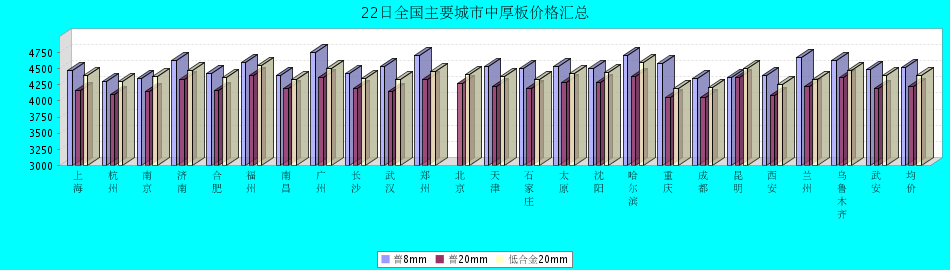 22日全国主要城市中厚板价格汇总
4750
4500
4250
4000
3750
3500
3250
3000
上海
杭州
南京
济南
合肥
福州
南昌
广州
长沙
武汉
郑州
北京
天津
石家庄
太原
沈阳
哈尔滨
重庆
成都
昆明
西安
兰州
乌鲁木齐
武安
均价
普8mm
普20mm
低合金20mm